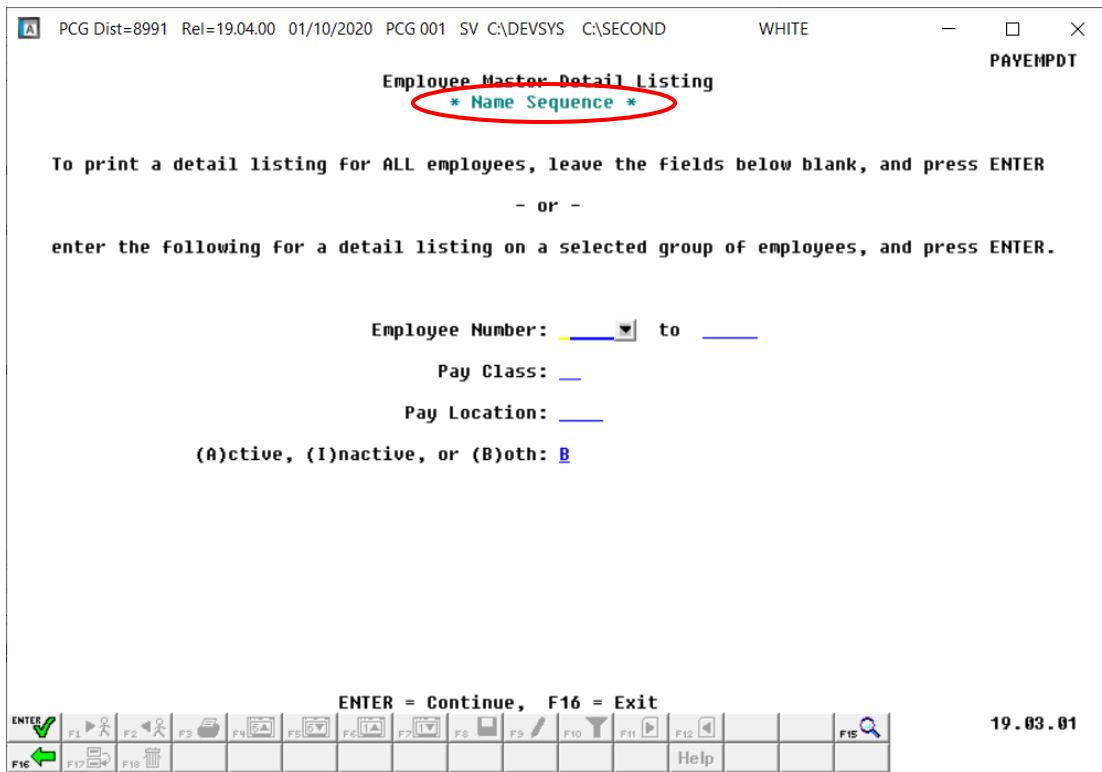 PCG Dist=8991 Rel=19.04.00 01/10/2020 PCG 001 SV C:\DEVSYS C:\SECOND WHITE
PAYEMPDT
Employee Master Detail Listing
* Name Sequence *
To print a detail listing for ALL employees, leave the fields below blank, and press ENTER
- or -
enter the following for a detail listing on a selected group of employees, and press ENTER.
Employee Number: to
Pay Class:
Pay Location:
(A)ctive, (I)nactive, or (B)oth: B
ENTER = Continue, F16 = Exit
ENTER F1 F2 F3 F4 F5 F6 F7 F8 F9 F10 F11 F12 F15 19.03.01
F16 F17 F18 Help